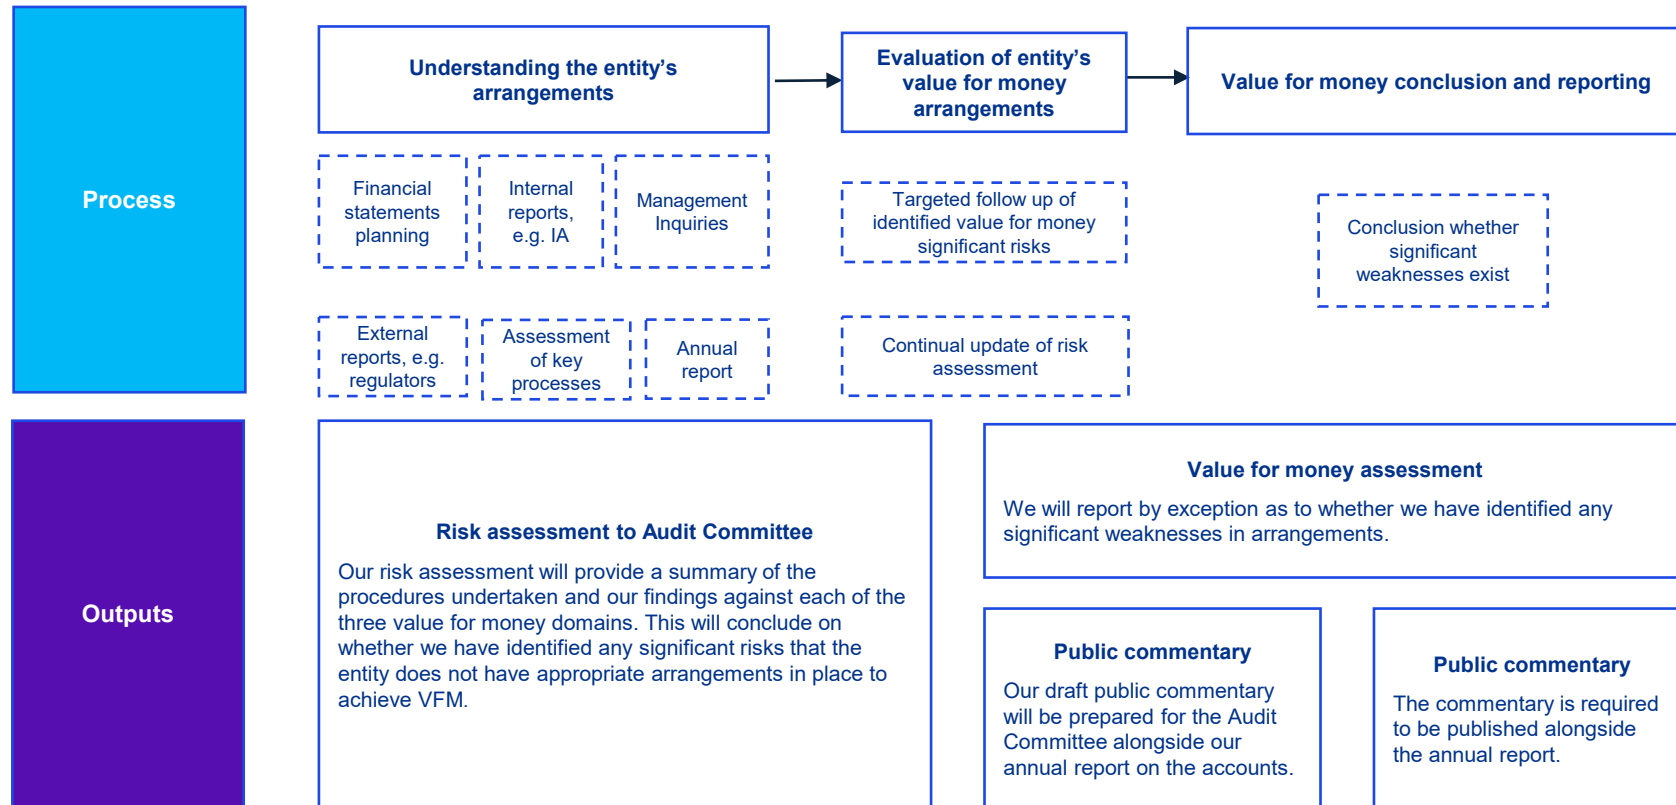 Process
Understanding the entity’s
arrangements
Evaluation of entity’s
value for money
arrangements
Value for money conclusion and reporting
Financial
statements
planning
Internal
reports,
e.g. IA
Management
Inquiries
Targeted follow up of
identified value for money
significant risks
Conclusion whether
significant
weaknesses exist
External
reports, e.g.
regulators
Assessment
of key
processes
Annual
report
Continual update of risk
assessment
Outputs
Risk assessment to Audit Committee
Our risk assessment will provide a summary of the
procedures undertaken and our findings against each of the
three value for money domains. This will conclude on
whether we have identified any significant risks that the
entity does not have appropriate arrangements in place to
achieve VFM.
Value for money assessment
We will report by exception as to whether we have identified any
significant weaknesses in arrangements.
Public commentary
Our draft public commentary
will be prepared for the Audit
Committee alongside our
annual report on the accounts.
Public commentary
The commentary is required
to be published alongside
the annual report.